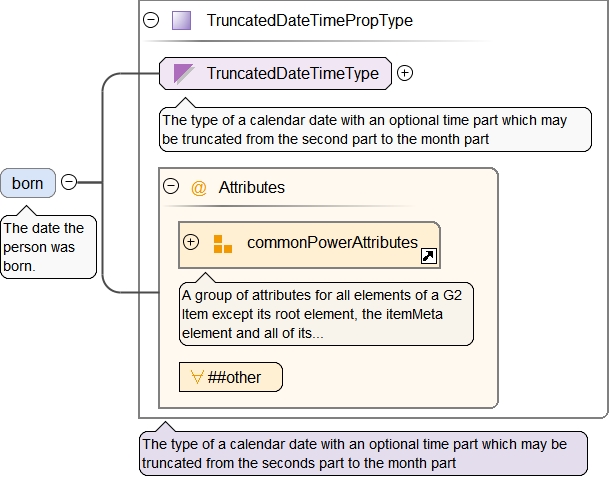 TruncatedDateTimePropType
TruncatedDateTimeType
The type of a calendar date with an optional time part which may
be truncated from the second part to the month part
born
The date the
person was
born.
@ Attributes
commonPowerAttributes
A group of attributes for all elements of a G2
Item except its root element, the itemMeta
element and all of its...
##other
The type of a calendar date with an optional time part which may be
truncated from the seconds part to the month part